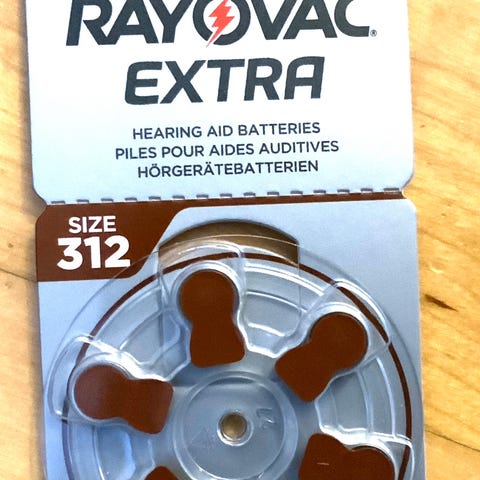 RAYOVAC®
EXTRA
HEARING AID BATTERIES
PILES POUR AIDES AUDITIVES
HÖRGERÄTEBATTERIEN
SIZE
312